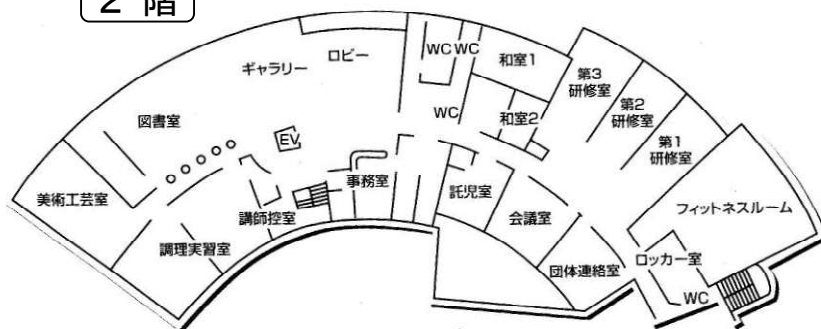 2 階
WC WC
ロビー
ギャラリー
和室1
第3
研修室
第2
研修室
第1
研修室
WC
和室2
図書室
EV
美術工芸室
事務室
託児室
講師控室
会議室
フィットネスルーム
調理実習室
団体連絡室
ロッカー室
WC